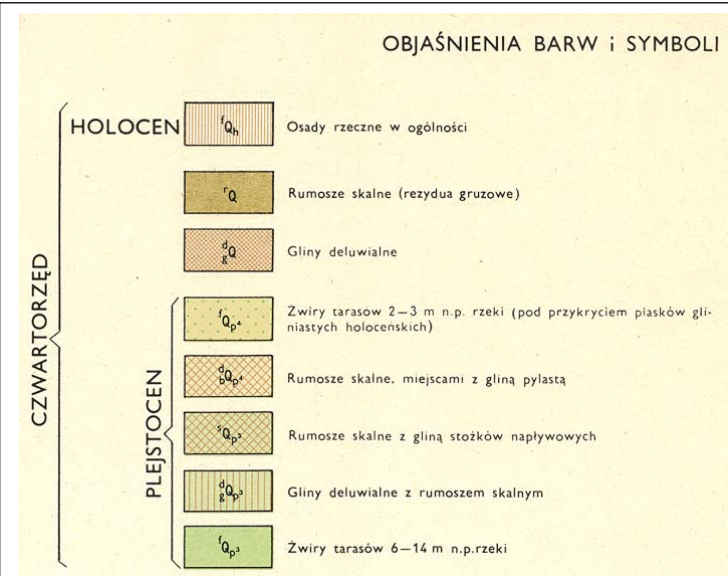 OBJAŚNIENIA BARW i SYMBOLI
CZWARTORZĘD
HOLOCEN
fQh Osady rzeczne w ogólności
rQ Rumosze skalne (rezydua gruzowe)
dgQ Gliny deluwialne
PLEJSTOCEN
fQp⁴ Żwiry tarasów 2—3 m n.p. rzeki (pod przykryciem piasków gli-
niastych holoceńskich)
dbQp⁴ Rumosze skalne, miejscami z gliną pylastą
sQp³ Rumosze skalne z gliną stożków napływowych
dgQp³ Gliny deluwialne z rumoszem skalnym
fQp³ Żwiry tarasów 6—14 m n.p.rzeki